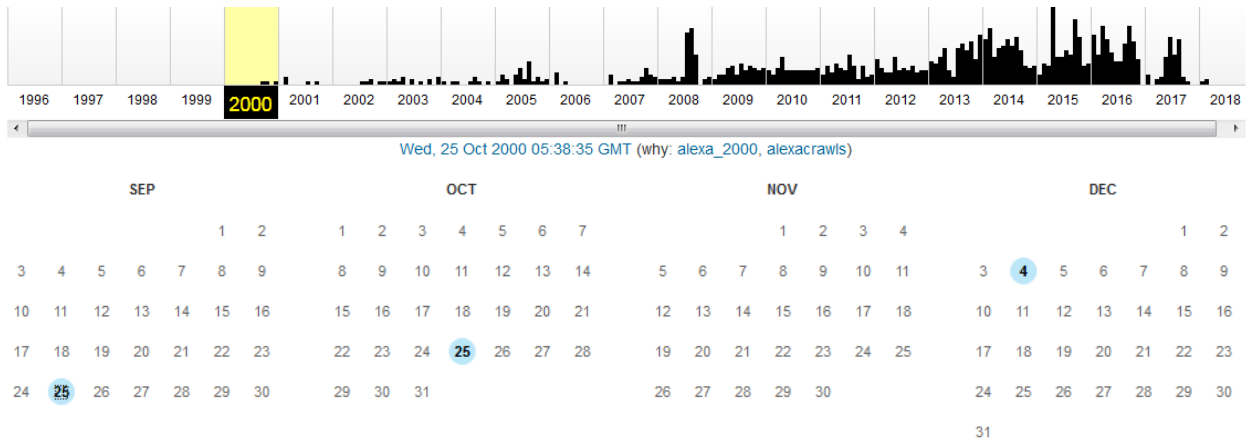 1996 1997 1998 1999 2000 2001 2002 2003 2004 2005 2006 2007 2008 2009 2010 2011 2012 2013 2014 2015 2016 2017 2018
Wed, 25 Oct 2000 05:38:35 GMT (why: alexa_2000, alexacrawls)
SEP OCT NOV DEC
1 2 1 2 3 4 5 6 7 1 2 3 4 1 2
3 4 5 6 7 8 9 8 9 10 11 12 13 14 5 6 7 8 9 10 11 3 4 5 6 7 8 9
10 11 12 13 14 15 16 15 16 17 18 19 20 21 12 13 14 15 16 17 18 10 11 12 13 14 15 16
17 18 19 20 21 22 23 22 23 24 25 26 27 28 19 20 21 22 23 24 25 17 18 19 20 21 22 23
24 25 26 27 28 29 30 29 30 31 26 27 28 29 30 24 25 26 27 28 29 30
31